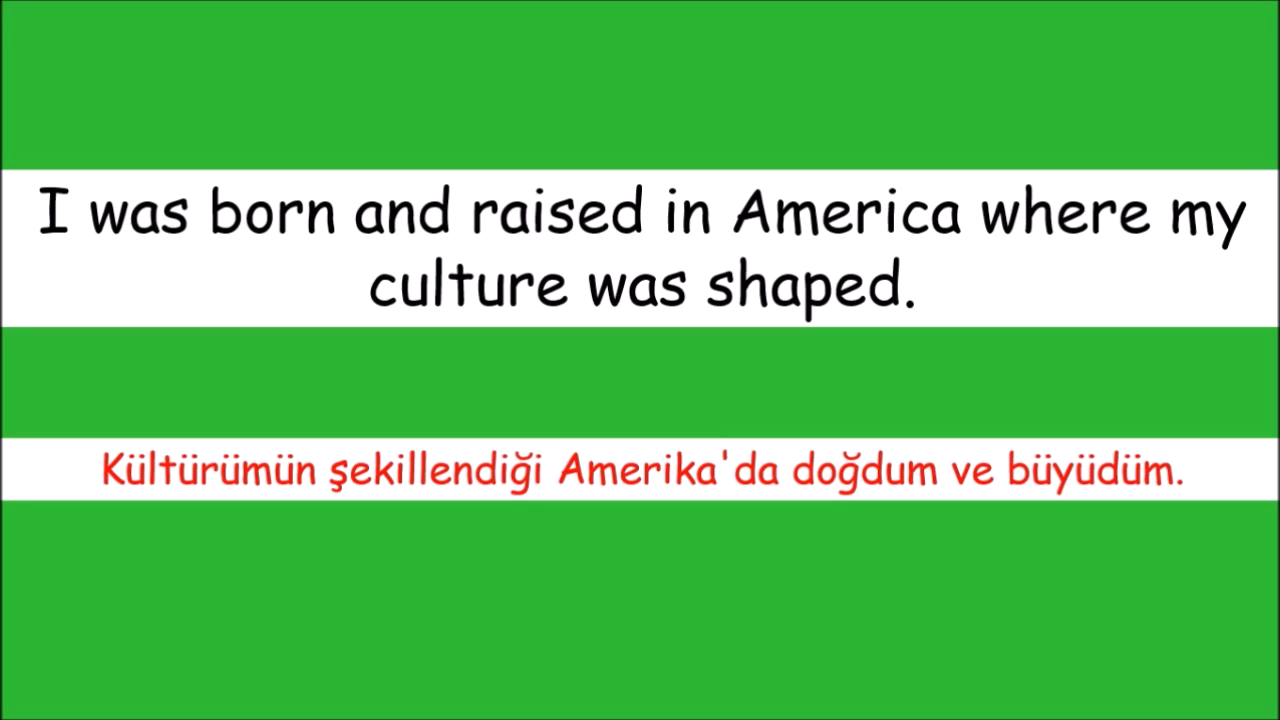 I was born and raised in America where my
culture was shaped.
Kültürümün şekillendiği Amerika'da doğdum ve büyüdüm.